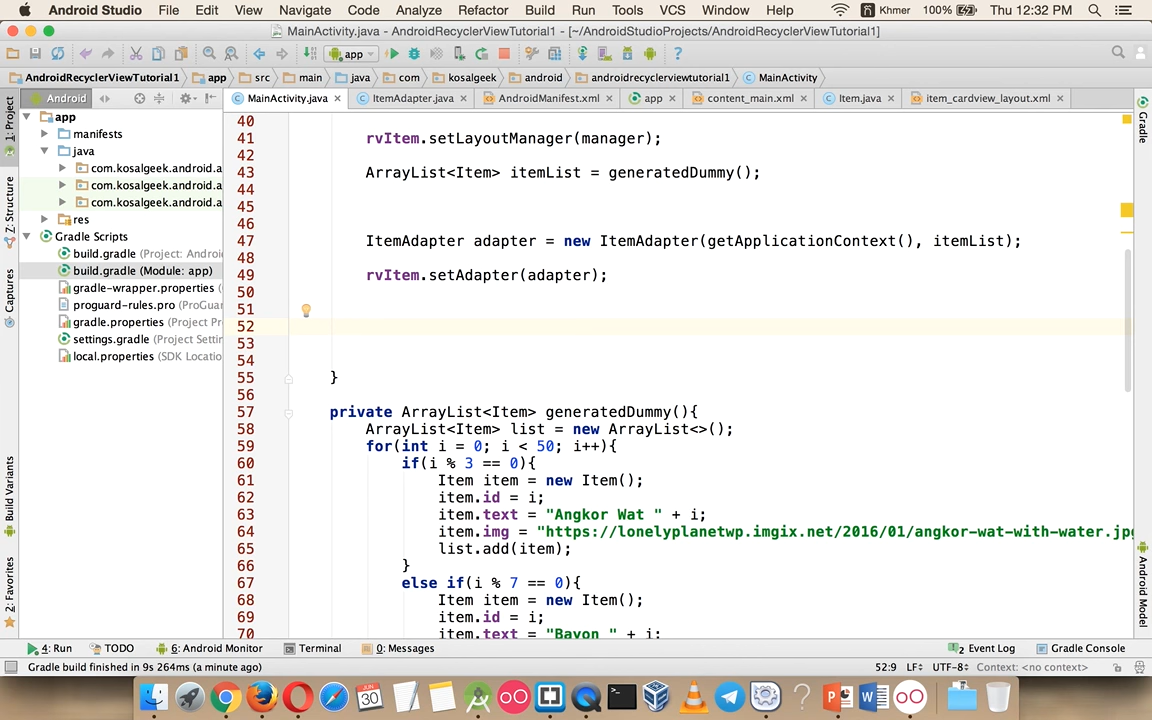 Android Studio File Edit View Navigate Code Analyze Refactor Build Run Tools VCS Window Help Khmer 100% Thu 12:32 PM
MainActivity.java - AndroidRecyclerViewTutorial1 - [~/AndroidStudioProjects/AndroidRecyclerViewTutorial1]
app
AndroidRecyclerViewTutorial1 app src main java com kosalgeek android androidrecyclerviewtutorial1 MainActivity
Android
MainActivity.java ItemAdapter.java AndroidManifest.xml app content_main.xml Item.java item_cardview_layout.xml
1: Project
Z: Structure
Captures
Build Variants
2: Favorites
app
manifests
java
com.kosalgeek.android.a
com.kosalgeek.android.a
com.kosalgeek.android.a
res
Gradle Scripts
build.gradle (Project: Androi
build.gradle (Module: app)
gradle-wrapper.properties (
proguard-rules.pro (ProGua
gradle.properties (Project Pr
settings.gradle (Project Setti
local.properties (SDK Locatio
40
41 rvItem.setLayoutManager(manager);
42
43 ArrayList<Item> itemList = generatedDummy();
44
45
46
47 ItemAdapter adapter = new ItemAdapter(getApplicationContext(), itemList);
48
49 rvItem.setAdapter(adapter);
50
51
52
53
54
55 }
56
57 private ArrayList<Item> generatedDummy(){
58 ArrayList<Item> list = new ArrayList<>();
59 for(int i = 0; i < 50; i++){
60 if(i % 3 == 0){
61 Item item = new Item();
62 item.id = i;
63 item.text = "Angkor Wat " + i;
64 item.img = "https://lonelyplanetwp.imgix.net/2016/01/angkor-wat-with-water.jpg
65 list.add(item);
66 }
67 else if(i % 7 == 0){
68 Item item = new Item();
69 item.id = i;
70 item.text = "Bayon " + i;
Gradle
Android Model
4: Run TODO 6: Android Monitor Terminal 0: Messages Event Log Gradle Console
Gradle build finished in 9s 264ms (a minute ago) 52:9 LF UTF-8 Context: <no context>
JUN
30